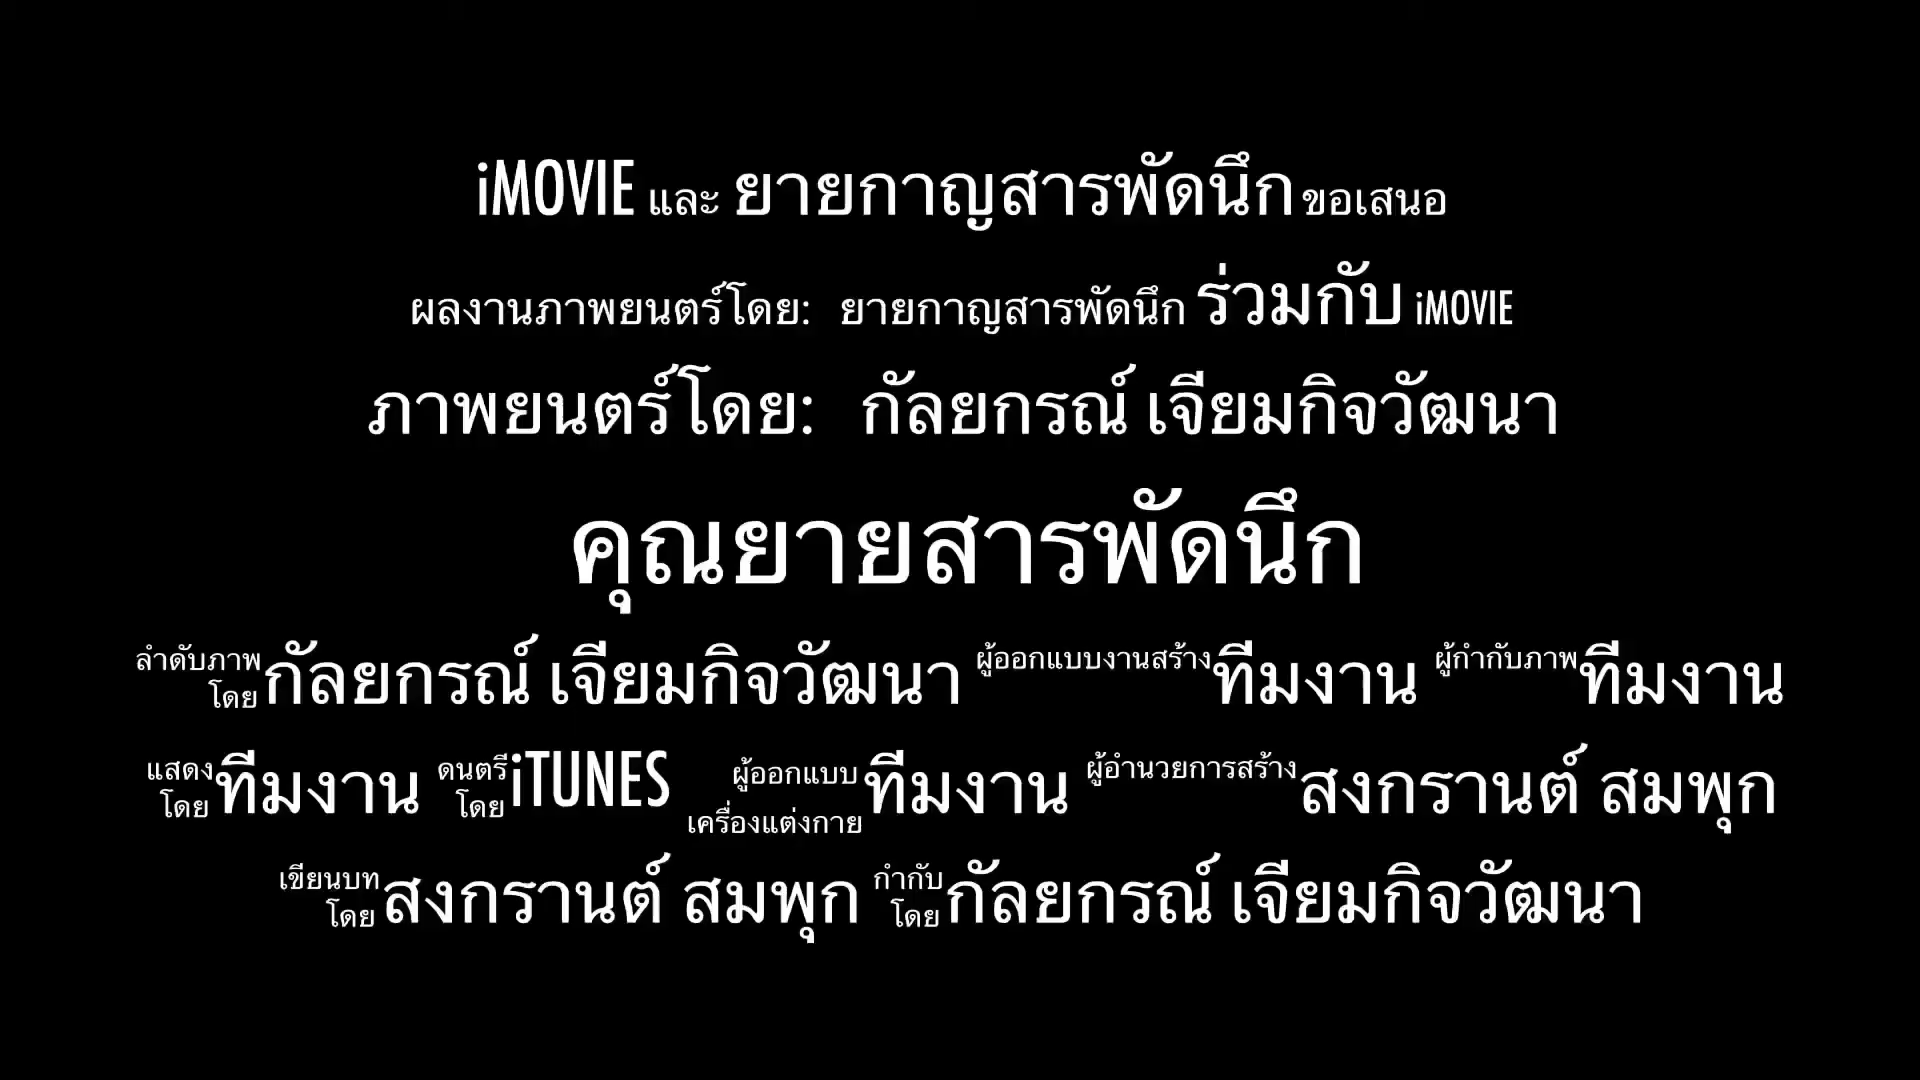 iMOVIE และ ยายกาญสารพัดนึก ขอเสนอ
ผลงานภาพยนตร์โดย: ยายกาญสารพัดนึก ร่วมกับ iMOVIE
ภาพยนตร์โดย: กัลยกรณ์ เจียมกิจวัฒนา
คุณยายสารพัดนึก
ลำดับภาพโดย กัลยกรณ์ เจียมกิจวัฒนา ผู้ออกแบบงานสร้าง ทีมงาน ผู้กำกับภาพ ทีมงาน
แสดงโดย ทีมงาน ดนตรีโดย iTUNES ผู้ออกแบบเครื่องแต่งกาย ทีมงาน ผู้อำนวยการสร้าง สงกรานต์ สมพุก
เขียนบทโดย สงกรานต์ สมพุก กำกับโดย กัลยกรณ์ เจียมกิจวัฒนา